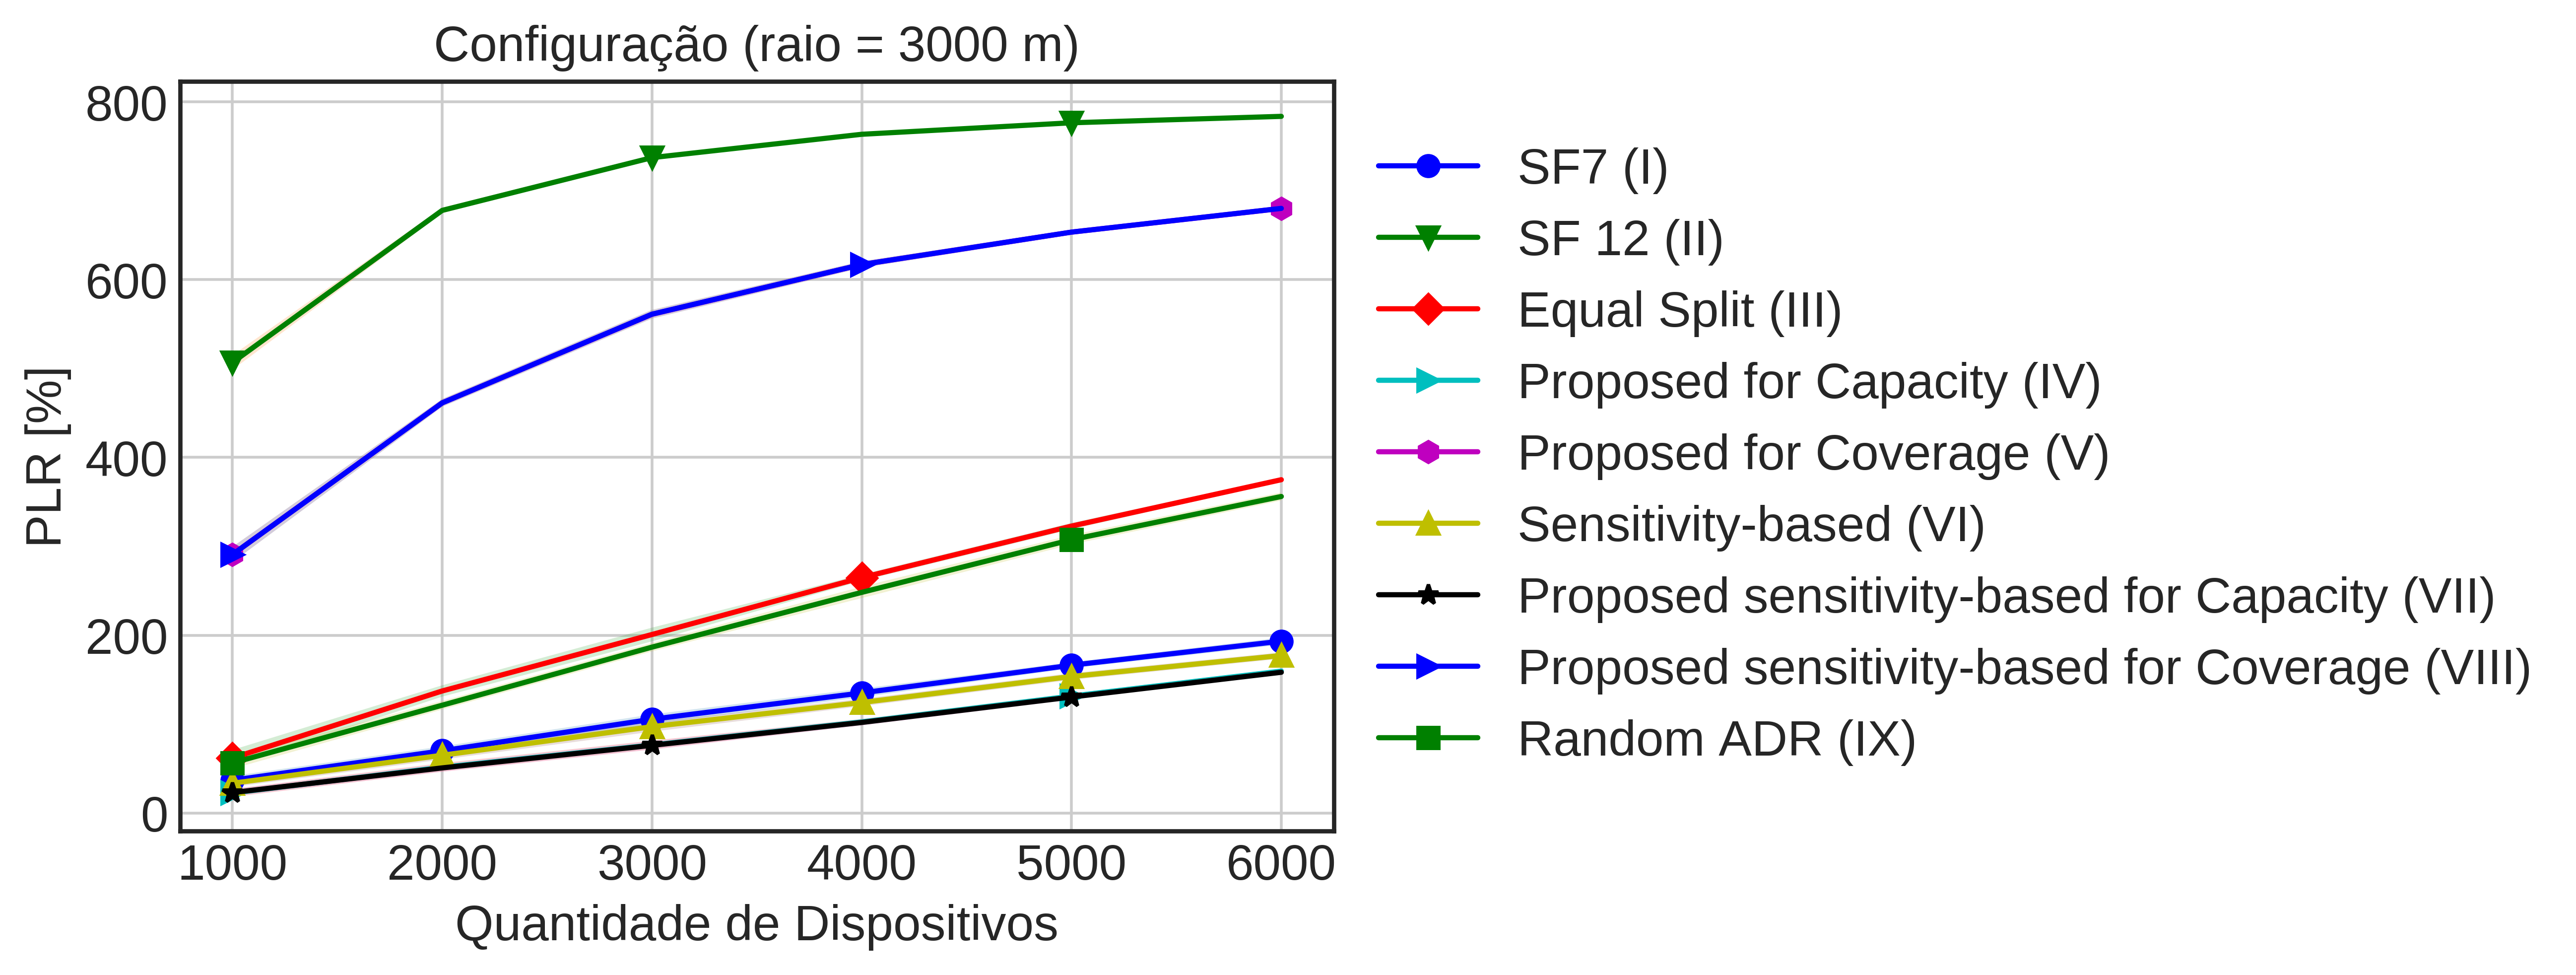 Configuração (raio = 3000 m)
PLR [%]
800
600
400
200
0
1000 2000 3000 4000 5000 6000
Quantidade de Dispositivos
SF7 (I)
SF 12 (II)
Equal Split (III)
Proposed for Capacity (IV)
Proposed for Coverage (V)
Sensitivity-based (VI)
Proposed sensitivity-based for Capacity (VII)
Proposed sensitivity-based for Coverage (VIII)
Random ADR (IX)